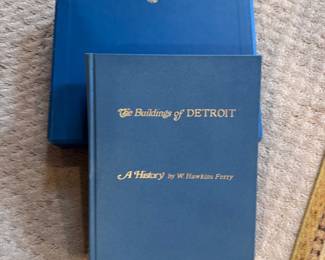 The Buildings of DETROIT
A History by W. Hawkins Ferry